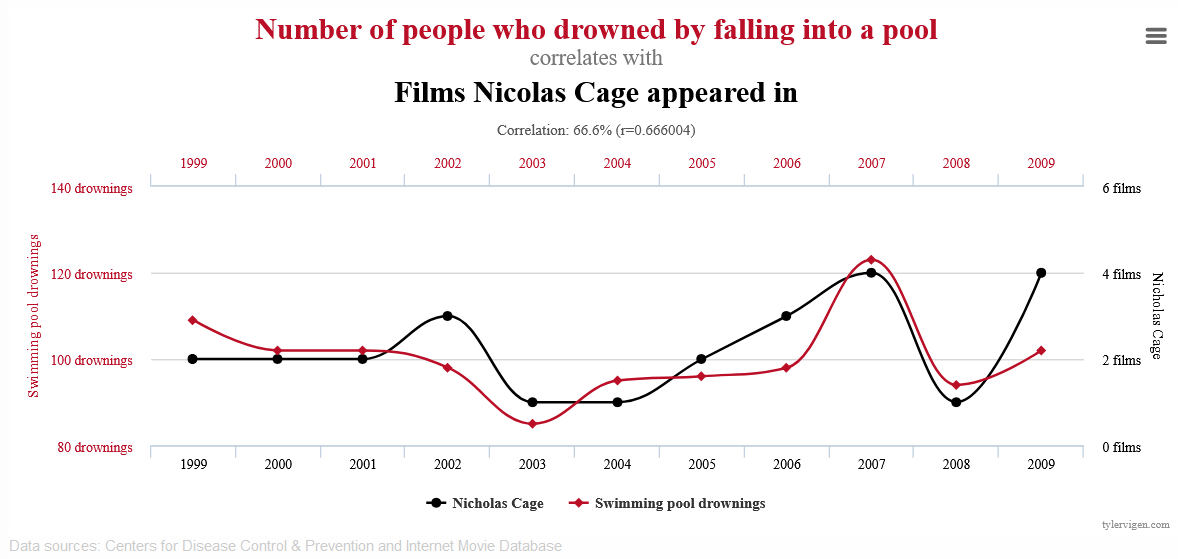 Number of people who drowned by falling into a pool
correlates with
Films Nicolas Cage appeared in
Correlation: 66.6% (r=0.666004)
1999 2000 2001 2002 2003 2004 2005 2006 2007 2008 2009
140 drownings 6 films
120 drownings 4 films
100 drownings 2 films
80 drownings 0 films
Swimming pool drownings
Nicholas Cage
1999 2000 2001 2002 2003 2004 2005 2006 2007 2008 2009
Nicholas Cage Swimming pool drownings
tylervigen.com
Data sources: Centers for Disease Control & Prevention and Internet Movie Database